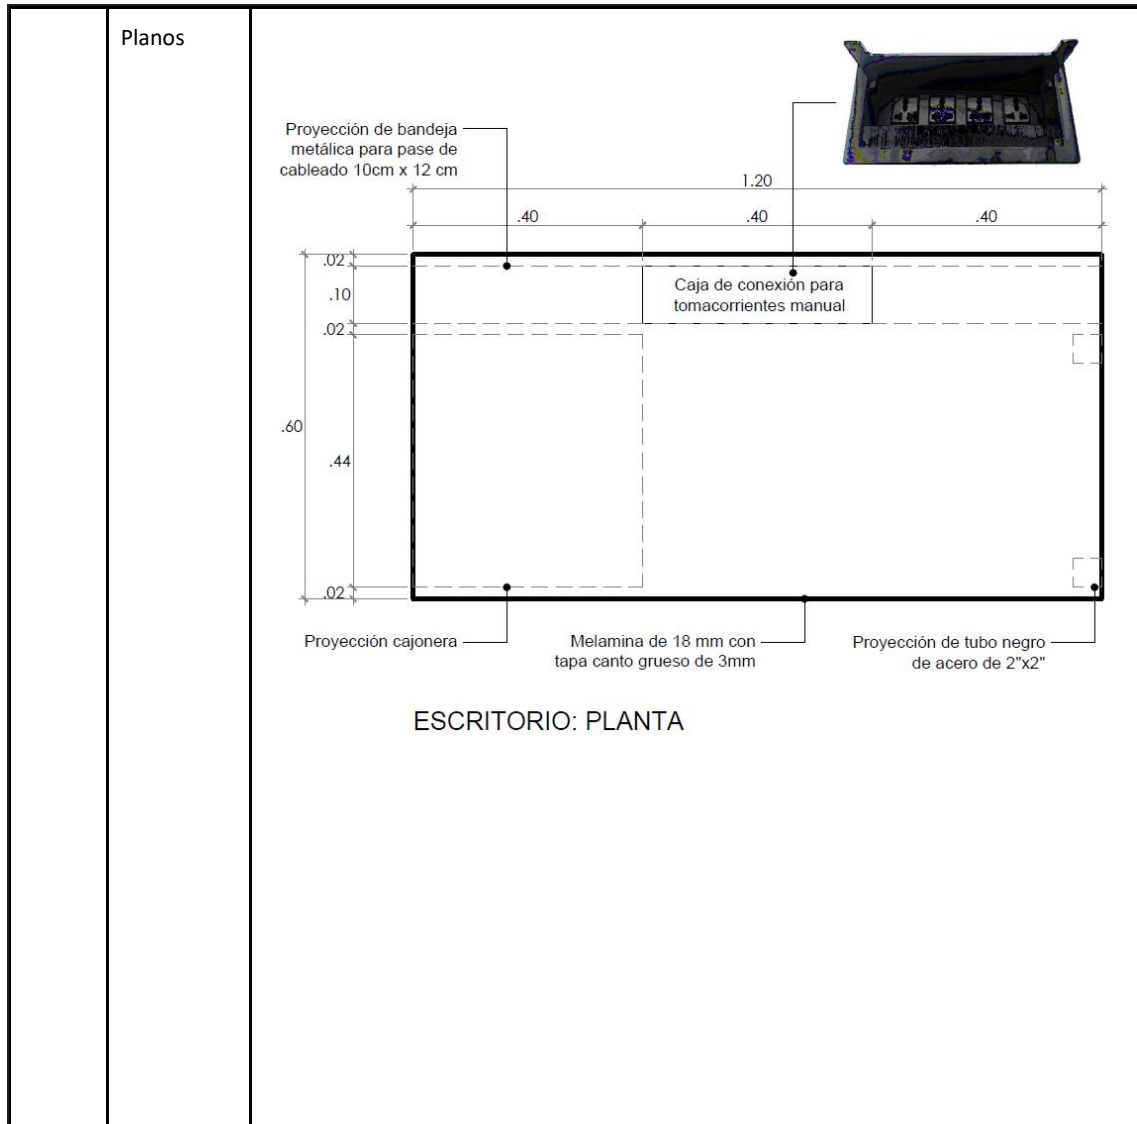 Planos
Proyección de bandeja
metálica para pase de
cableado 10cm x 12 cm
1.20
.40
.40
.40
.02
.10
.02
.60
.44
.02
Caja de conexión para
tomacorrientes manual
Proyección cajonera
Melamina de 18 mm con
tapa canto grueso de 3mm
Proyección de tubo negro
de acero de 2"x2"
ESCRITORIO: PLANTA